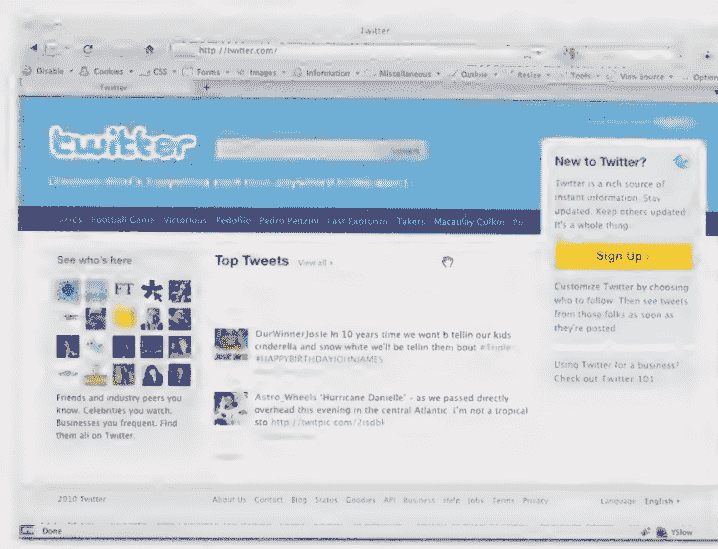 Twitter
http://twitter.com/
Disable Cookies CSS Forms Images Information Miscellaneous Outline Resize Tools View Source Option
Twitter
twitter
New to Twitter?
Twitter is a rich source of
instant information. Stay
updated. Keep others updated.
It's a whole thing.
Sign Up ›
Customize Twitter by choosing
who to follow. Then see tweets
from those folks as soon as
they're posted.
Using Twitter for a business?
Check out Twitter 101
Football Game Victorious Pedofilo Pedro Penzini Last Exorcism Takers Macaulay Culkin
See who's here
FT
Friends and industry peers you
know. Celebrities you watch.
Businesses you frequent. Find
them all on Twitter.
Top Tweets View all ›
OurWinnerJosie In 10 years time we wont b tellin our kids
cinderella and snow white we'll be tellin them bout
#HAPPYBIRTHDAYJOHNJAMES
Astro_Wheels 'Hurricane Danielle' - as we passed directly
overhead this evening in the central Atlantic. I'm not a tropical
sto
2010 Twitter About Us Contact Blog Status Goodies API Business Help Jobs Terms Privacy Language: English
Done YSlow